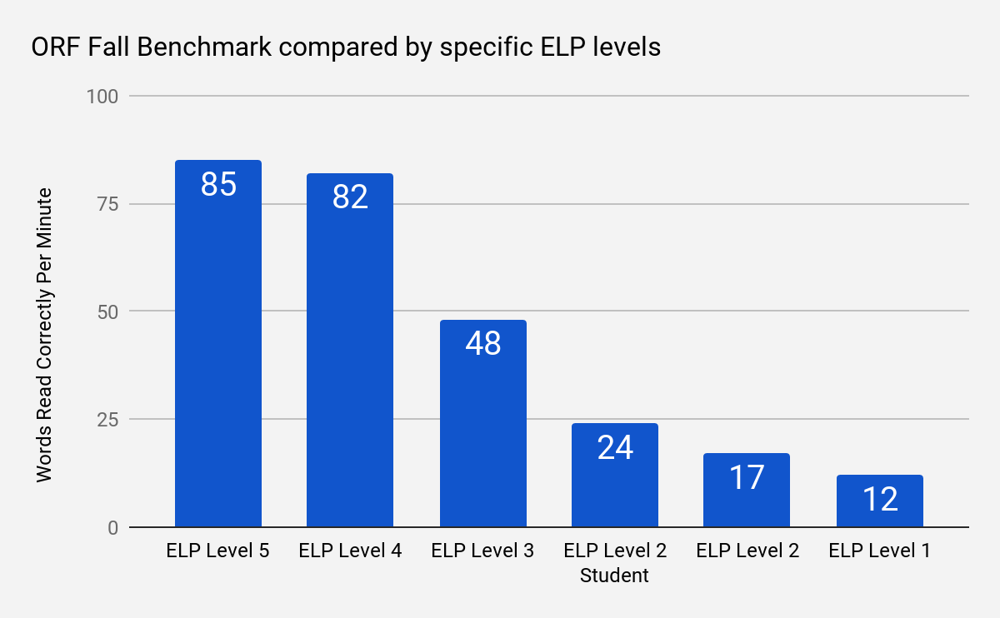 ORF Fall Benchmark compared by specific ELP levels
Words Read Correctly Per Minute
100
75
50
25
0
85
82
48
24
17
12
ELP Level 5
ELP Level 4
ELP Level 3
ELP Level 2
Student
ELP Level 2
ELP Level 1